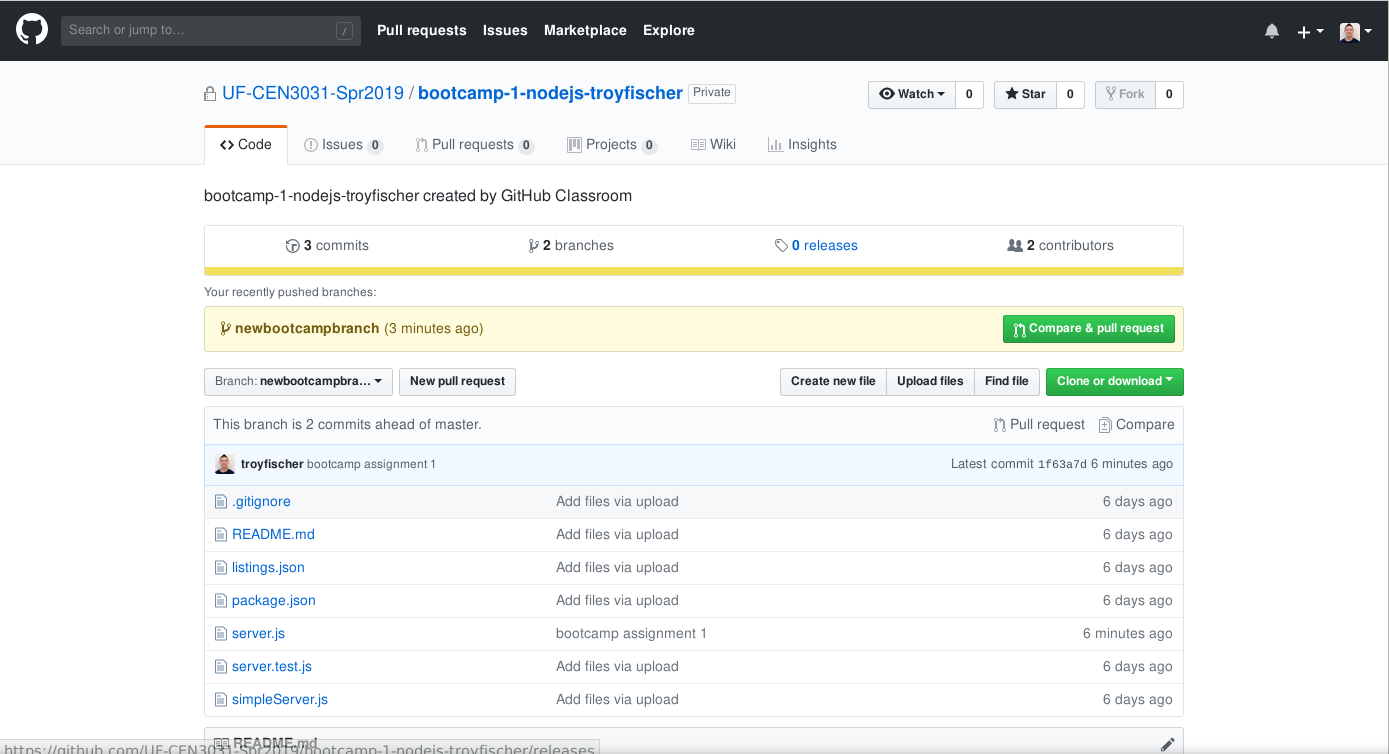 Search or jump to… / Pull requests Issues Marketplace Explore
UF-CEN3031-Spr2019 / bootcamp-1-nodejs-troyfischer Private Watch 0 Star 0 Fork 0
Code Issues 0 Pull requests 0 Projects 0 Wiki Insights
bootcamp-1-nodejs-troyfischer created by GitHub Classroom
3 commits 2 branches 0 releases 2 contributors
Your recently pushed branches:
newbootcampbranch (3 minutes ago) Compare & pull request
Branch: newbootcampbra… New pull request Create new file Upload files Find file Clone or download
This branch is 2 commits ahead of master. Pull request Compare
troyfischer bootcamp assignment 1 Latest commit 1f63a7d 6 minutes ago
.gitignore Add files via upload 6 days ago
README.md Add files via upload 6 days ago
listings.json Add files via upload 6 days ago
package.json Add files via upload 6 days ago
server.js bootcamp assignment 1 6 minutes ago
server.test.js Add files via upload 6 days ago
simpleServer.js Add files via upload 6 days ago
README.md
https://github.com/UF-CEN3031-Spr2019/bootcamp-1-nodejs-troyfischer/releases